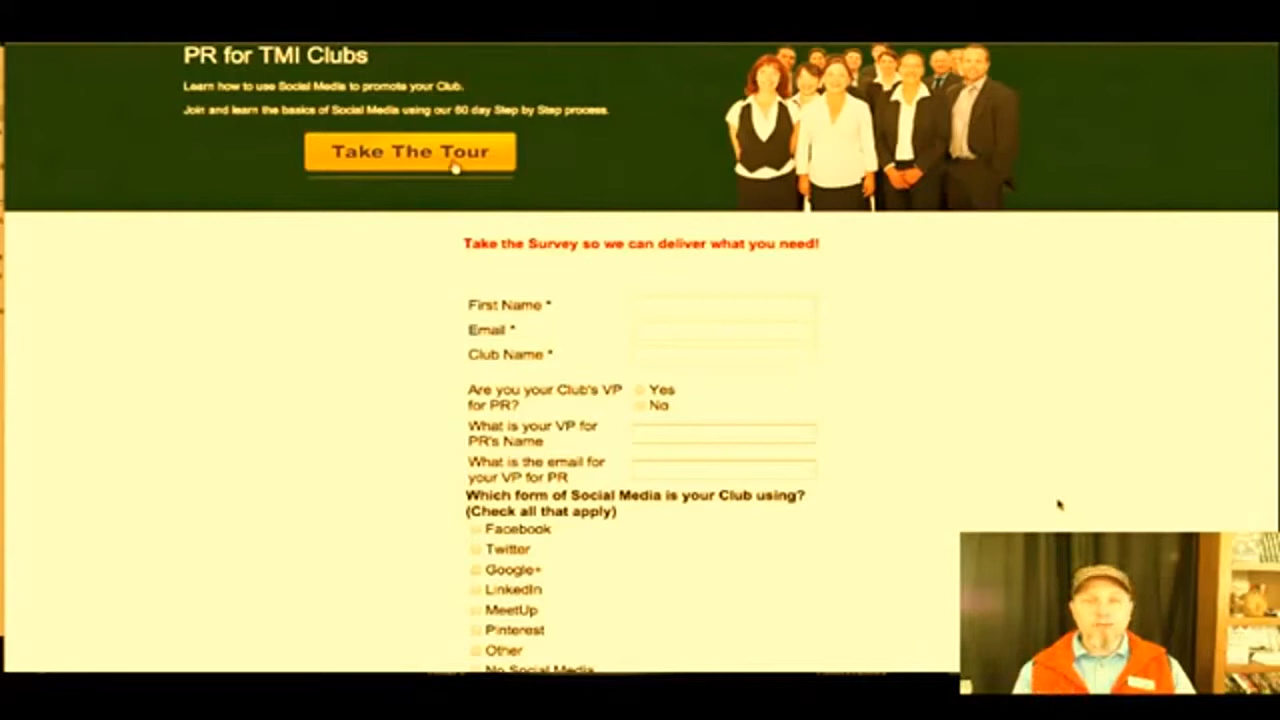 PR for TMI Clubs
Learn how to use Social Media to promote your Club.
Join and learn the basics of Social Media using our 60 day Step by Step process.
Take The Tour
Take the Survey so we can deliver what you need!
First Name *
Email *
Club Name *
Are you your Club's VP
for PR?
Yes
No
What is your VP for
PR's Name
What is the email for
your VP for PR
Which form of Social Media is your Club using?
(Check all that apply)
Facebook
Twitter
Google+
LinkedIn
MeetUp
Pinterest
Other
No Social Media